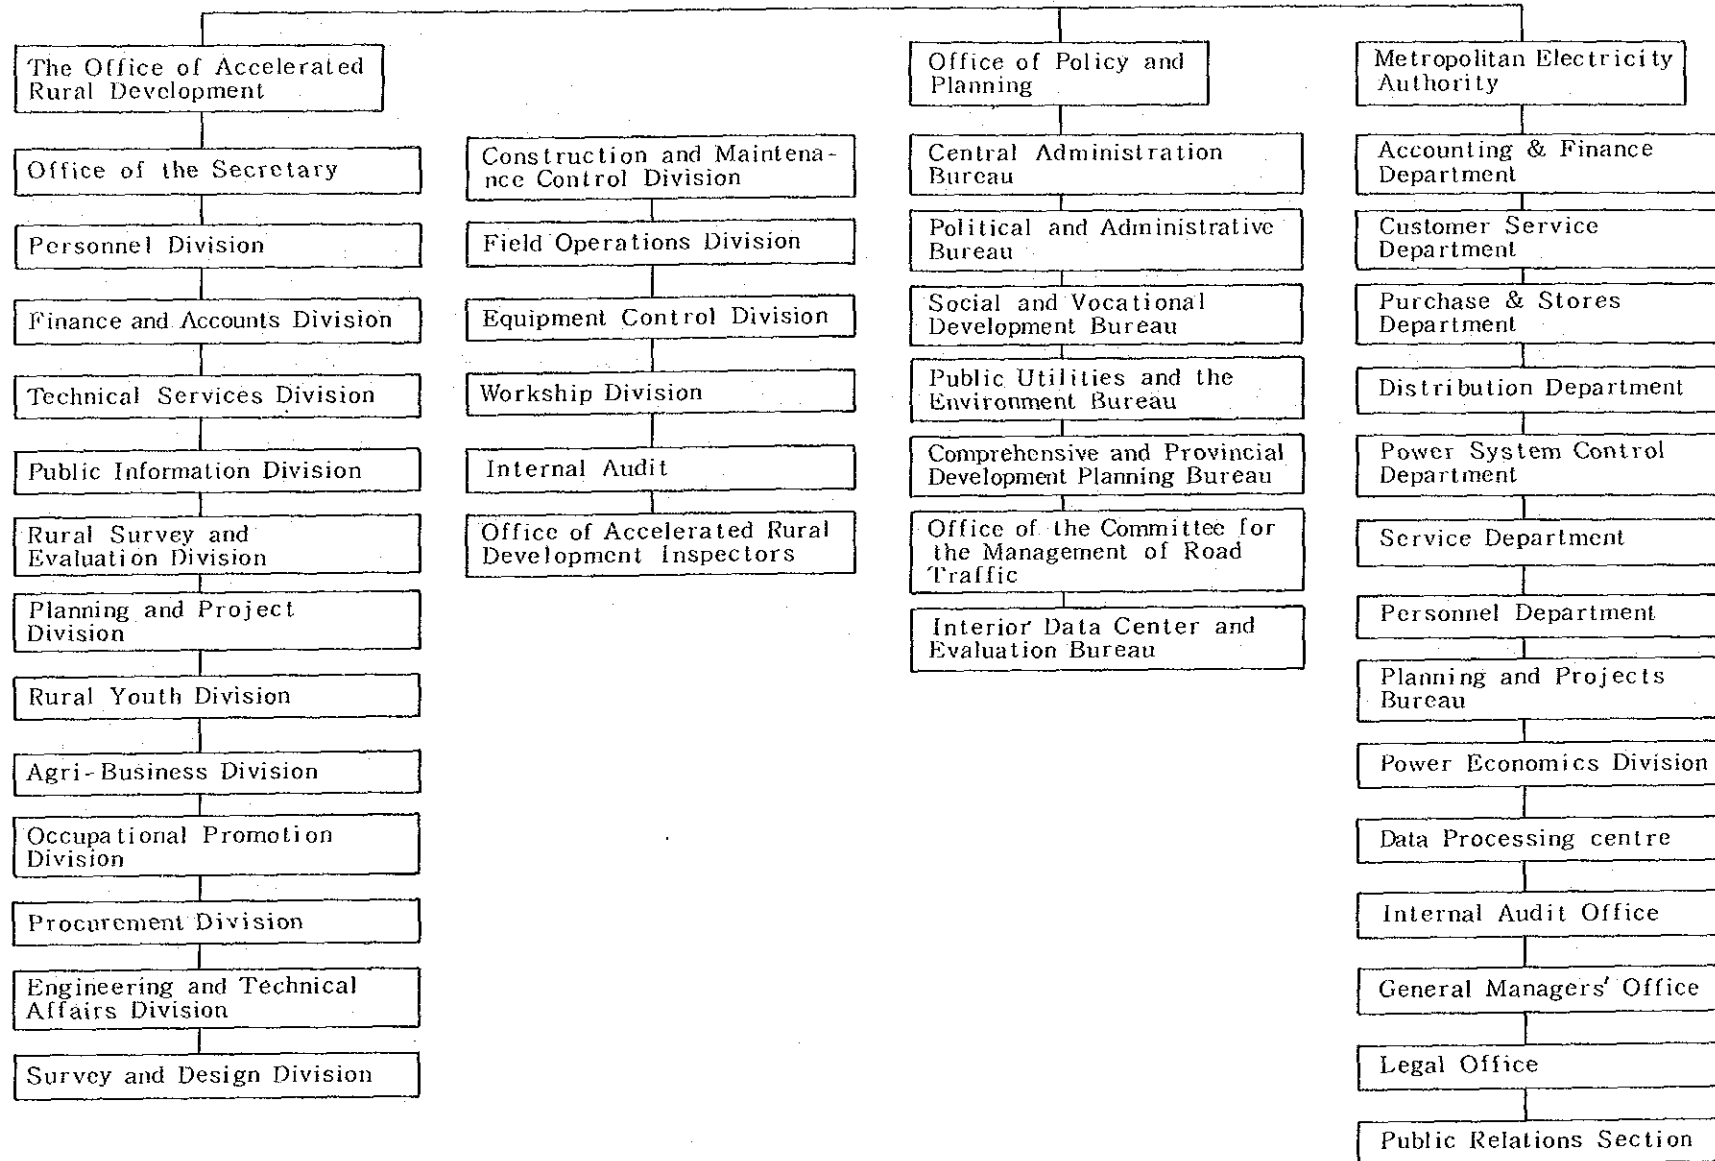 The Office of Accelerated
Rural Development
Office of the Secretary
Personnel Division
Finance and Accounts Division
Technical Services Division
Public Information Division
Rural Survey and
Evaluation Division
Planning and Project
Division
Rural Youth Division
Agri-Business Division
Occupational Promotion
Division
Procurement Division
Engineering and Technical
Affairs Division
Survey and Design Division
Construction and Maintena-
nce Control Division
Field Operations Division
Equipment Control Division
Workship Division
Internal Audit
Office of Accelerated Rural
Development Inspectors
Office of Policy and
Planning
Central Administration
Bureau
Political and Administrative
Bureau
Social and Vocational
Development Bureau
Public Utilities and the
Environment Bureau
Comprehensive and Provincial
Development Planning Bureau
Office of the Committee for
the Management of Road
Traffic
Interior Data Center and
Evaluation Bureau
Metropolitan Electricity
Authority
Accounting & Finance
Department
Customer Service
Department
Purchase & Stores
Department
Distribution Department
Power System Control
Department
Service Department
Personnel Department
Planning and Projects
Bureau
Power Economics Division
Data Processing centre
Internal Audit Office
General Managers' Office
Legal Office
Public Relations Section